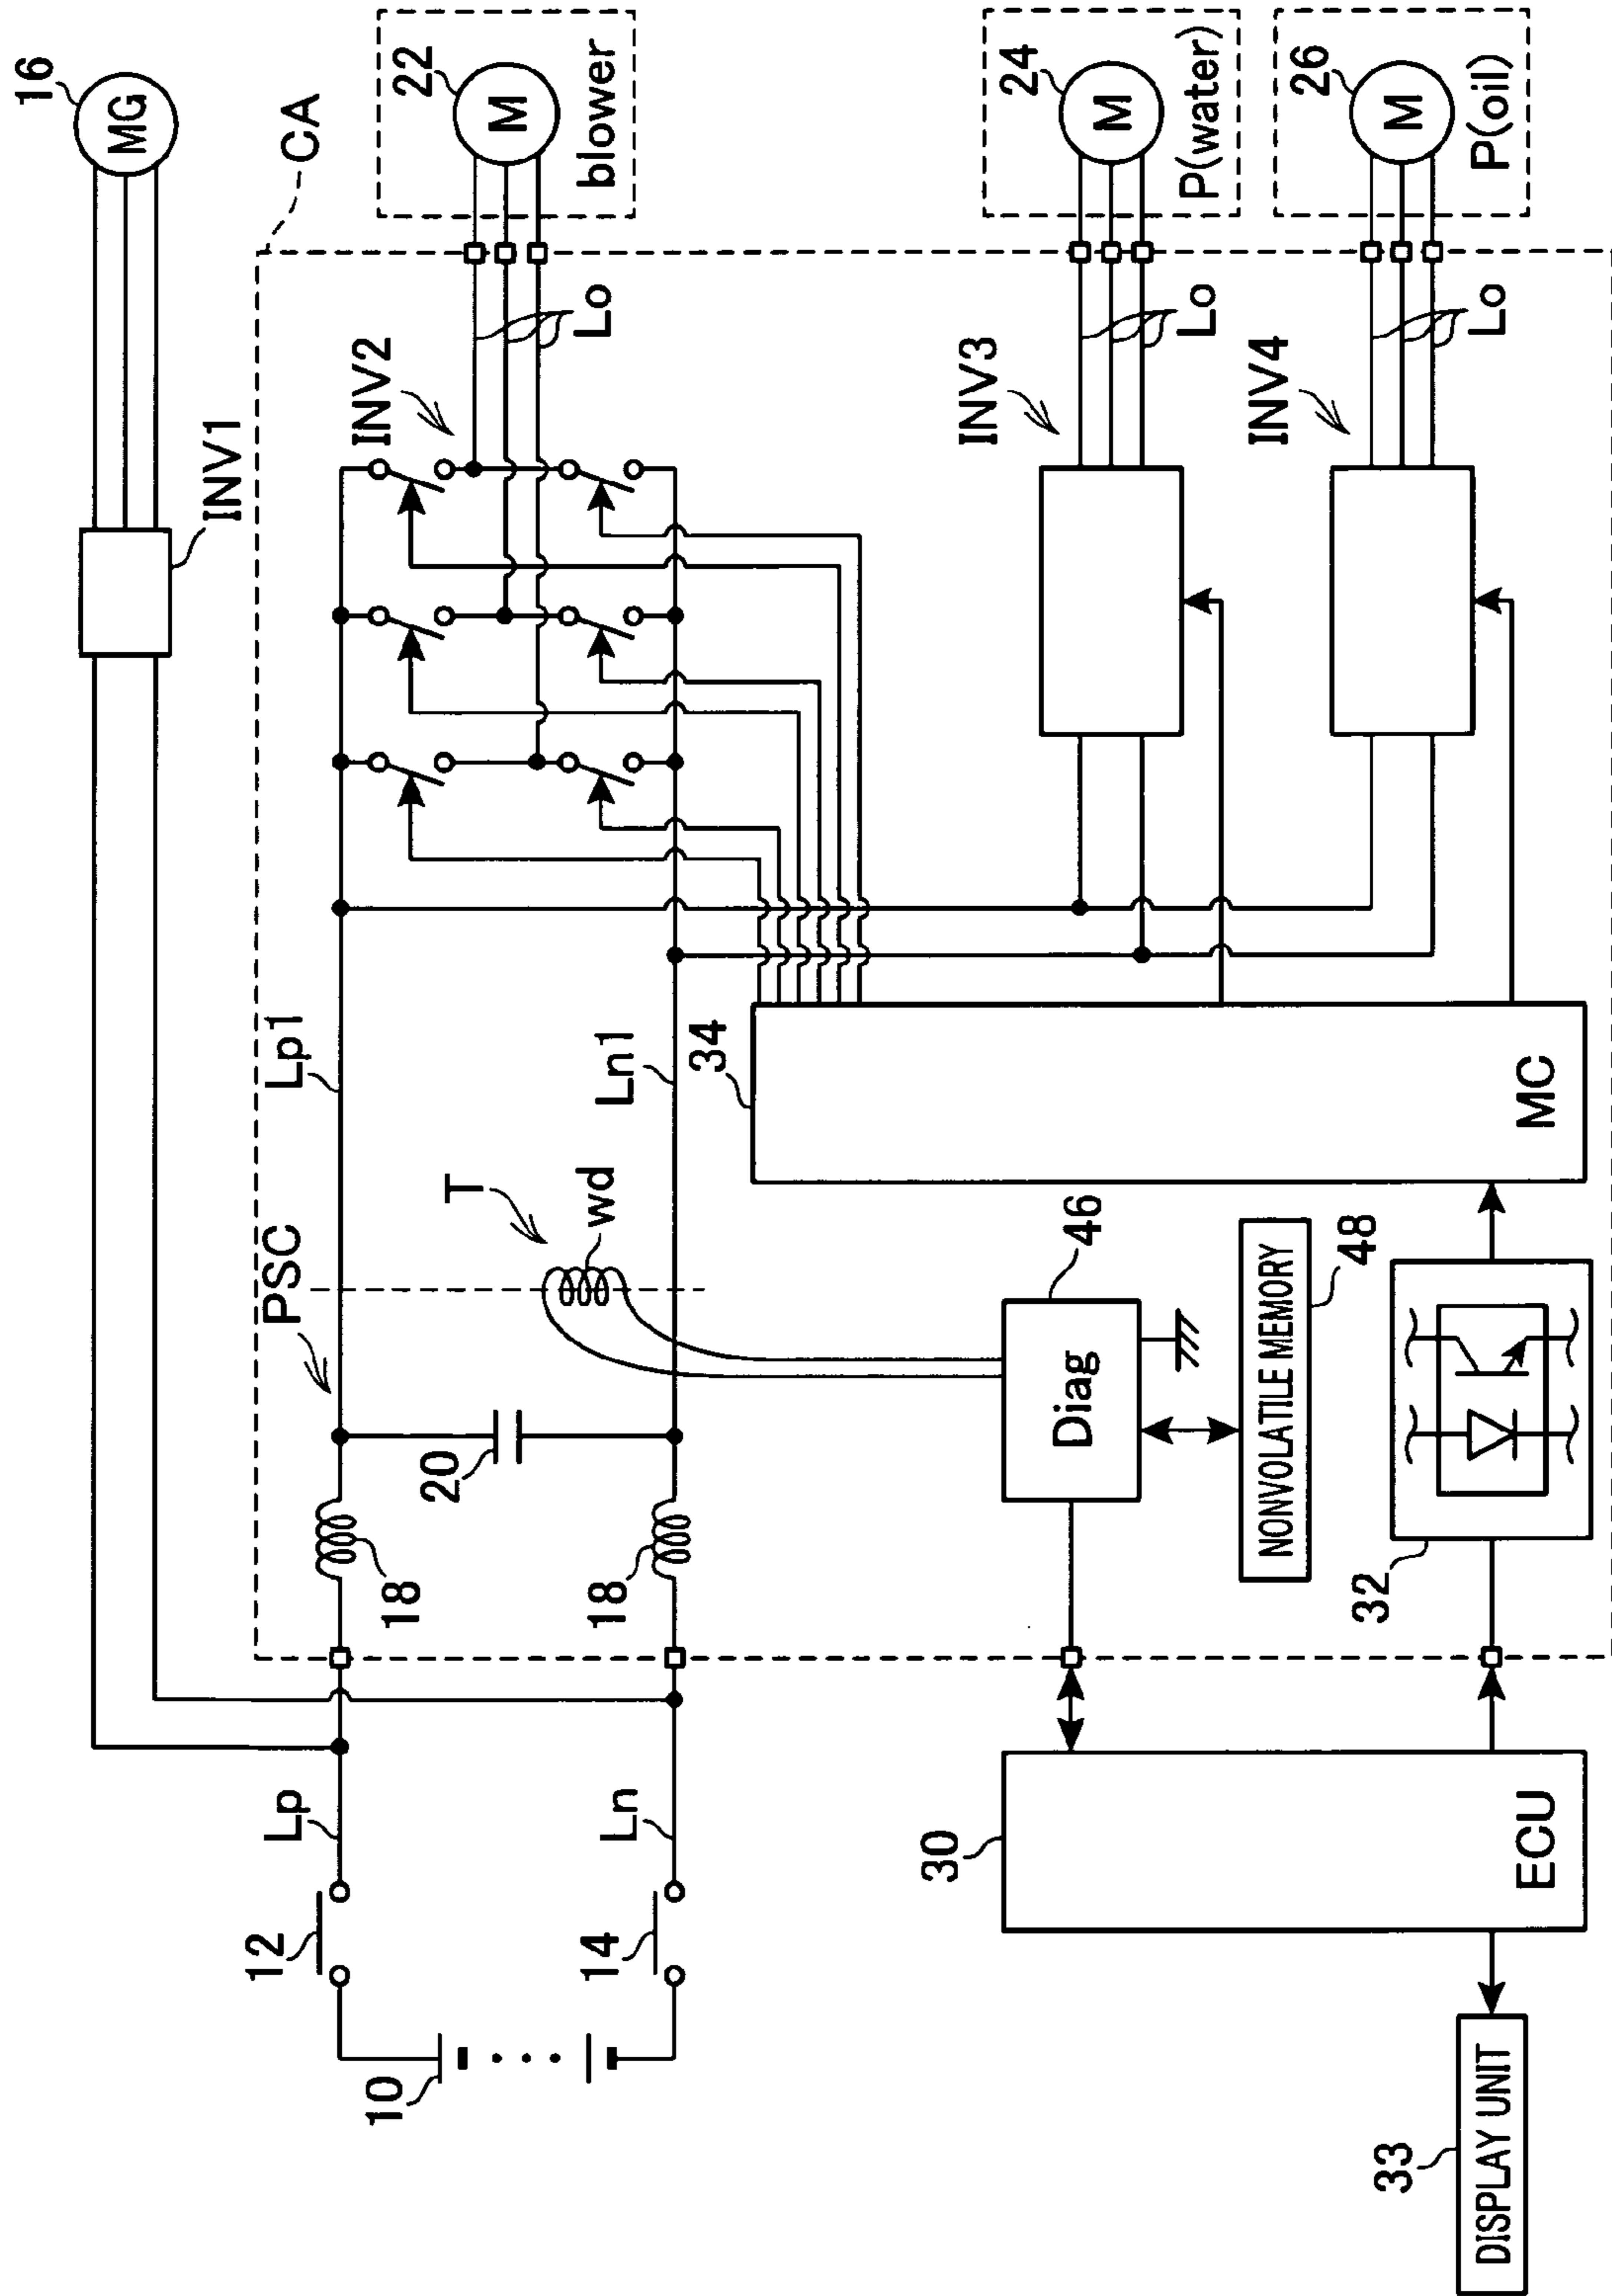 16
MG
INV1
CA
22
M
blower
Lo
INV2
24
M
P(water)
Lo
INV3
26
M
P(oil)
Lo
INV4
PSC
Lp1
Ln1
T
wd
34
MC
20
18
18
46
Diag
NONVOLATILE MEMORY
48
32
Lp
Ln
12
14
10
30
ECU
33
DISPLAY UNIT